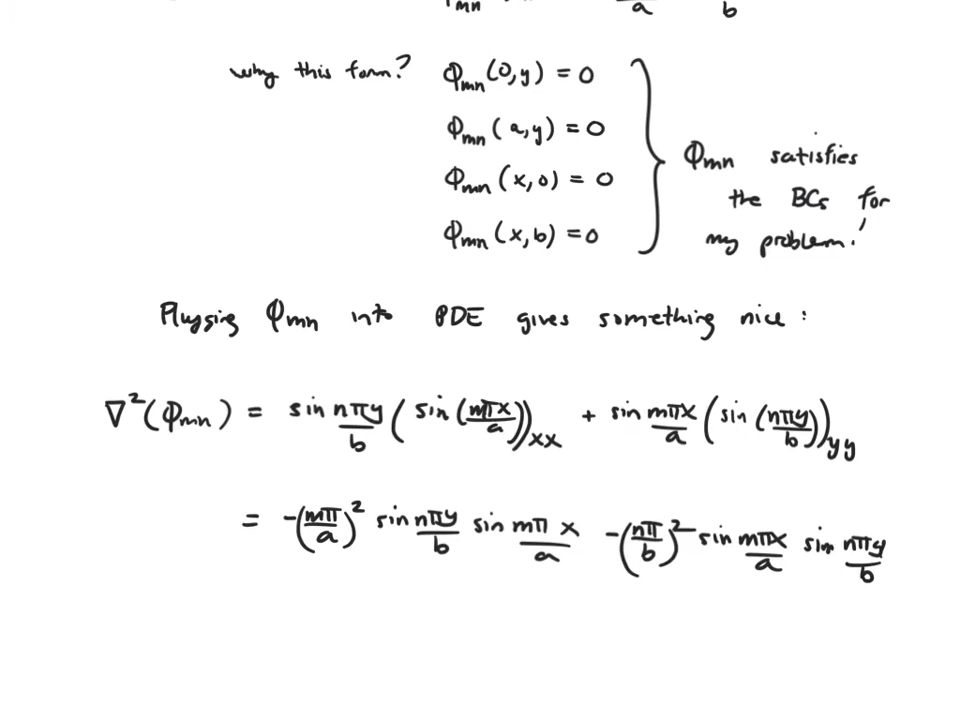 ϕmn a b
why this form? ϕmn(0,y) = 0
ϕmn(a,y) = 0
ϕmn(x,0) = 0
ϕmn(x,b) = 0
ϕmn satisfies
the BCs for
my problem!
Plugging ϕmn into PDE gives something nice:
∇²(ϕmn) = sin nπy/b (sin(mπx/a))xx + sin mπx/a (sin(nπy/b))yy
= -(mπ/a)² sin nπy/b sin mπ x/a -(nπ/b)² sin mπx/a sin nπy/b